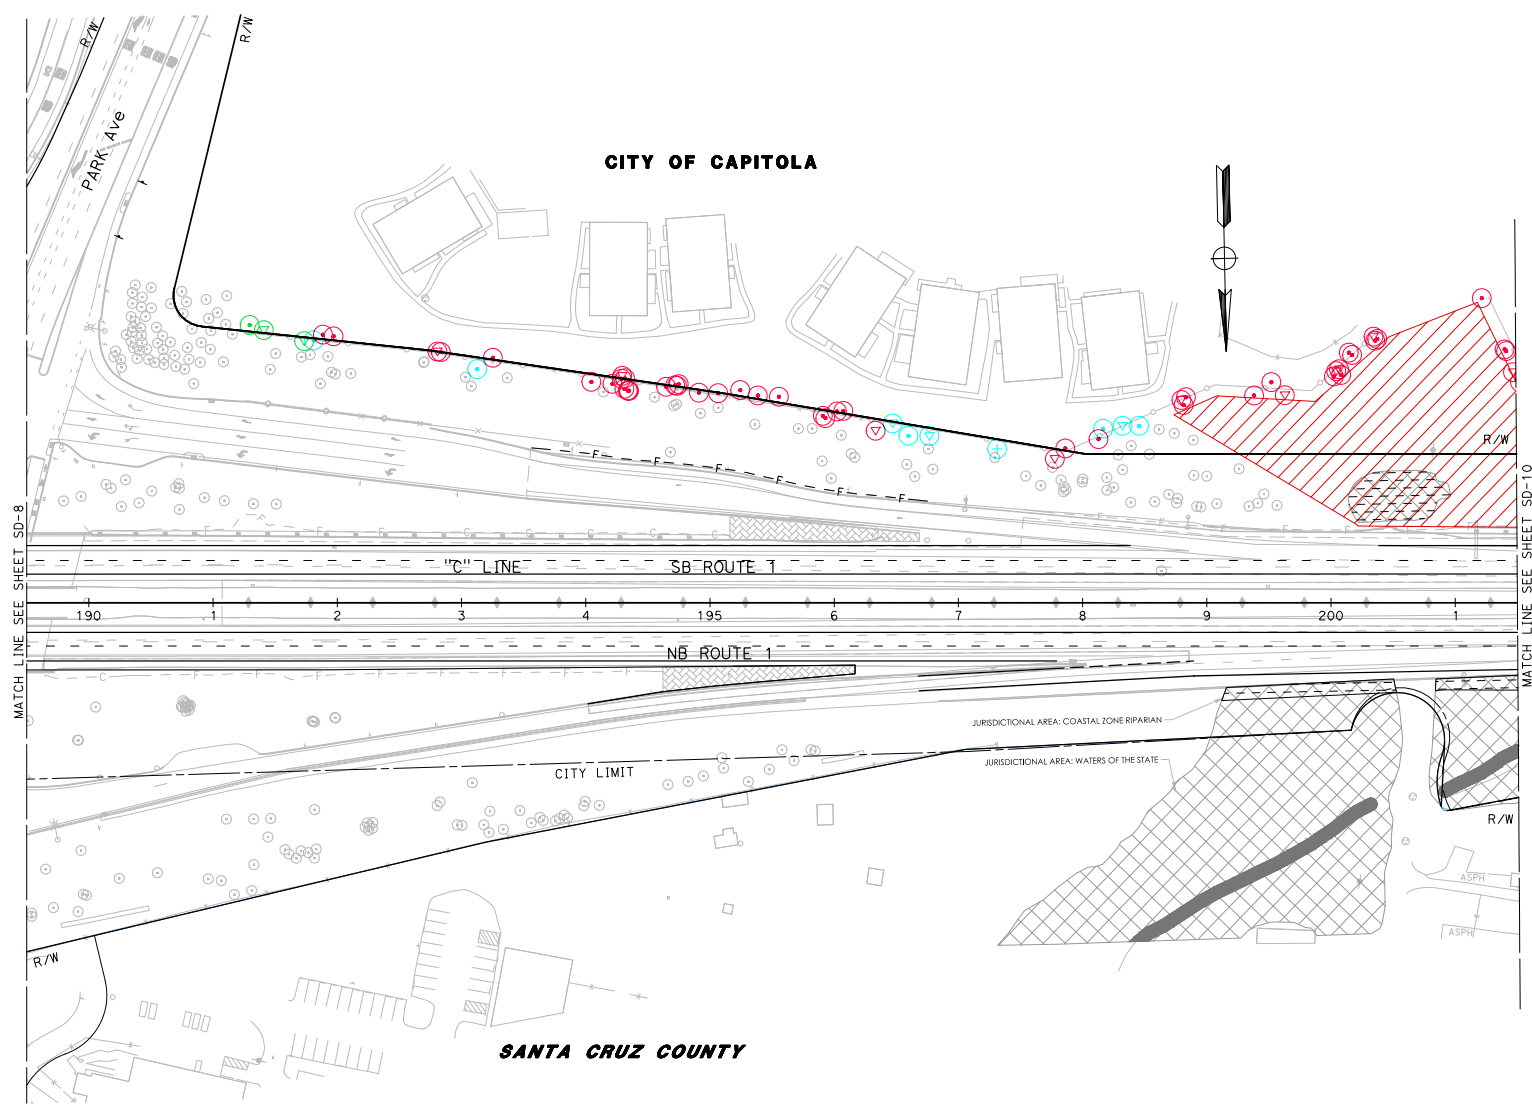 R/W
R/W
PARK Ave
CITY OF CAPITOLA
R/W
F F F F F F
MATCH LINE SEE SHEET SD-8
MATCH LINE SEE SHEET SD-10
C F F C C C C F F F F
"C" LINE SB ROUTE 1
190 1 2 3 4 195 6 7 8 9 200 1
NB ROUTE 1
C F F F F
JURISDICTIONAL AREA: COASTAL ZONE RIPARIAN
JURISDICTIONAL AREA: WATERS OF THE STATE
CITY LIMIT
R/W
ASPH
ASPH
R/W
SANTA CRUZ COUNTY